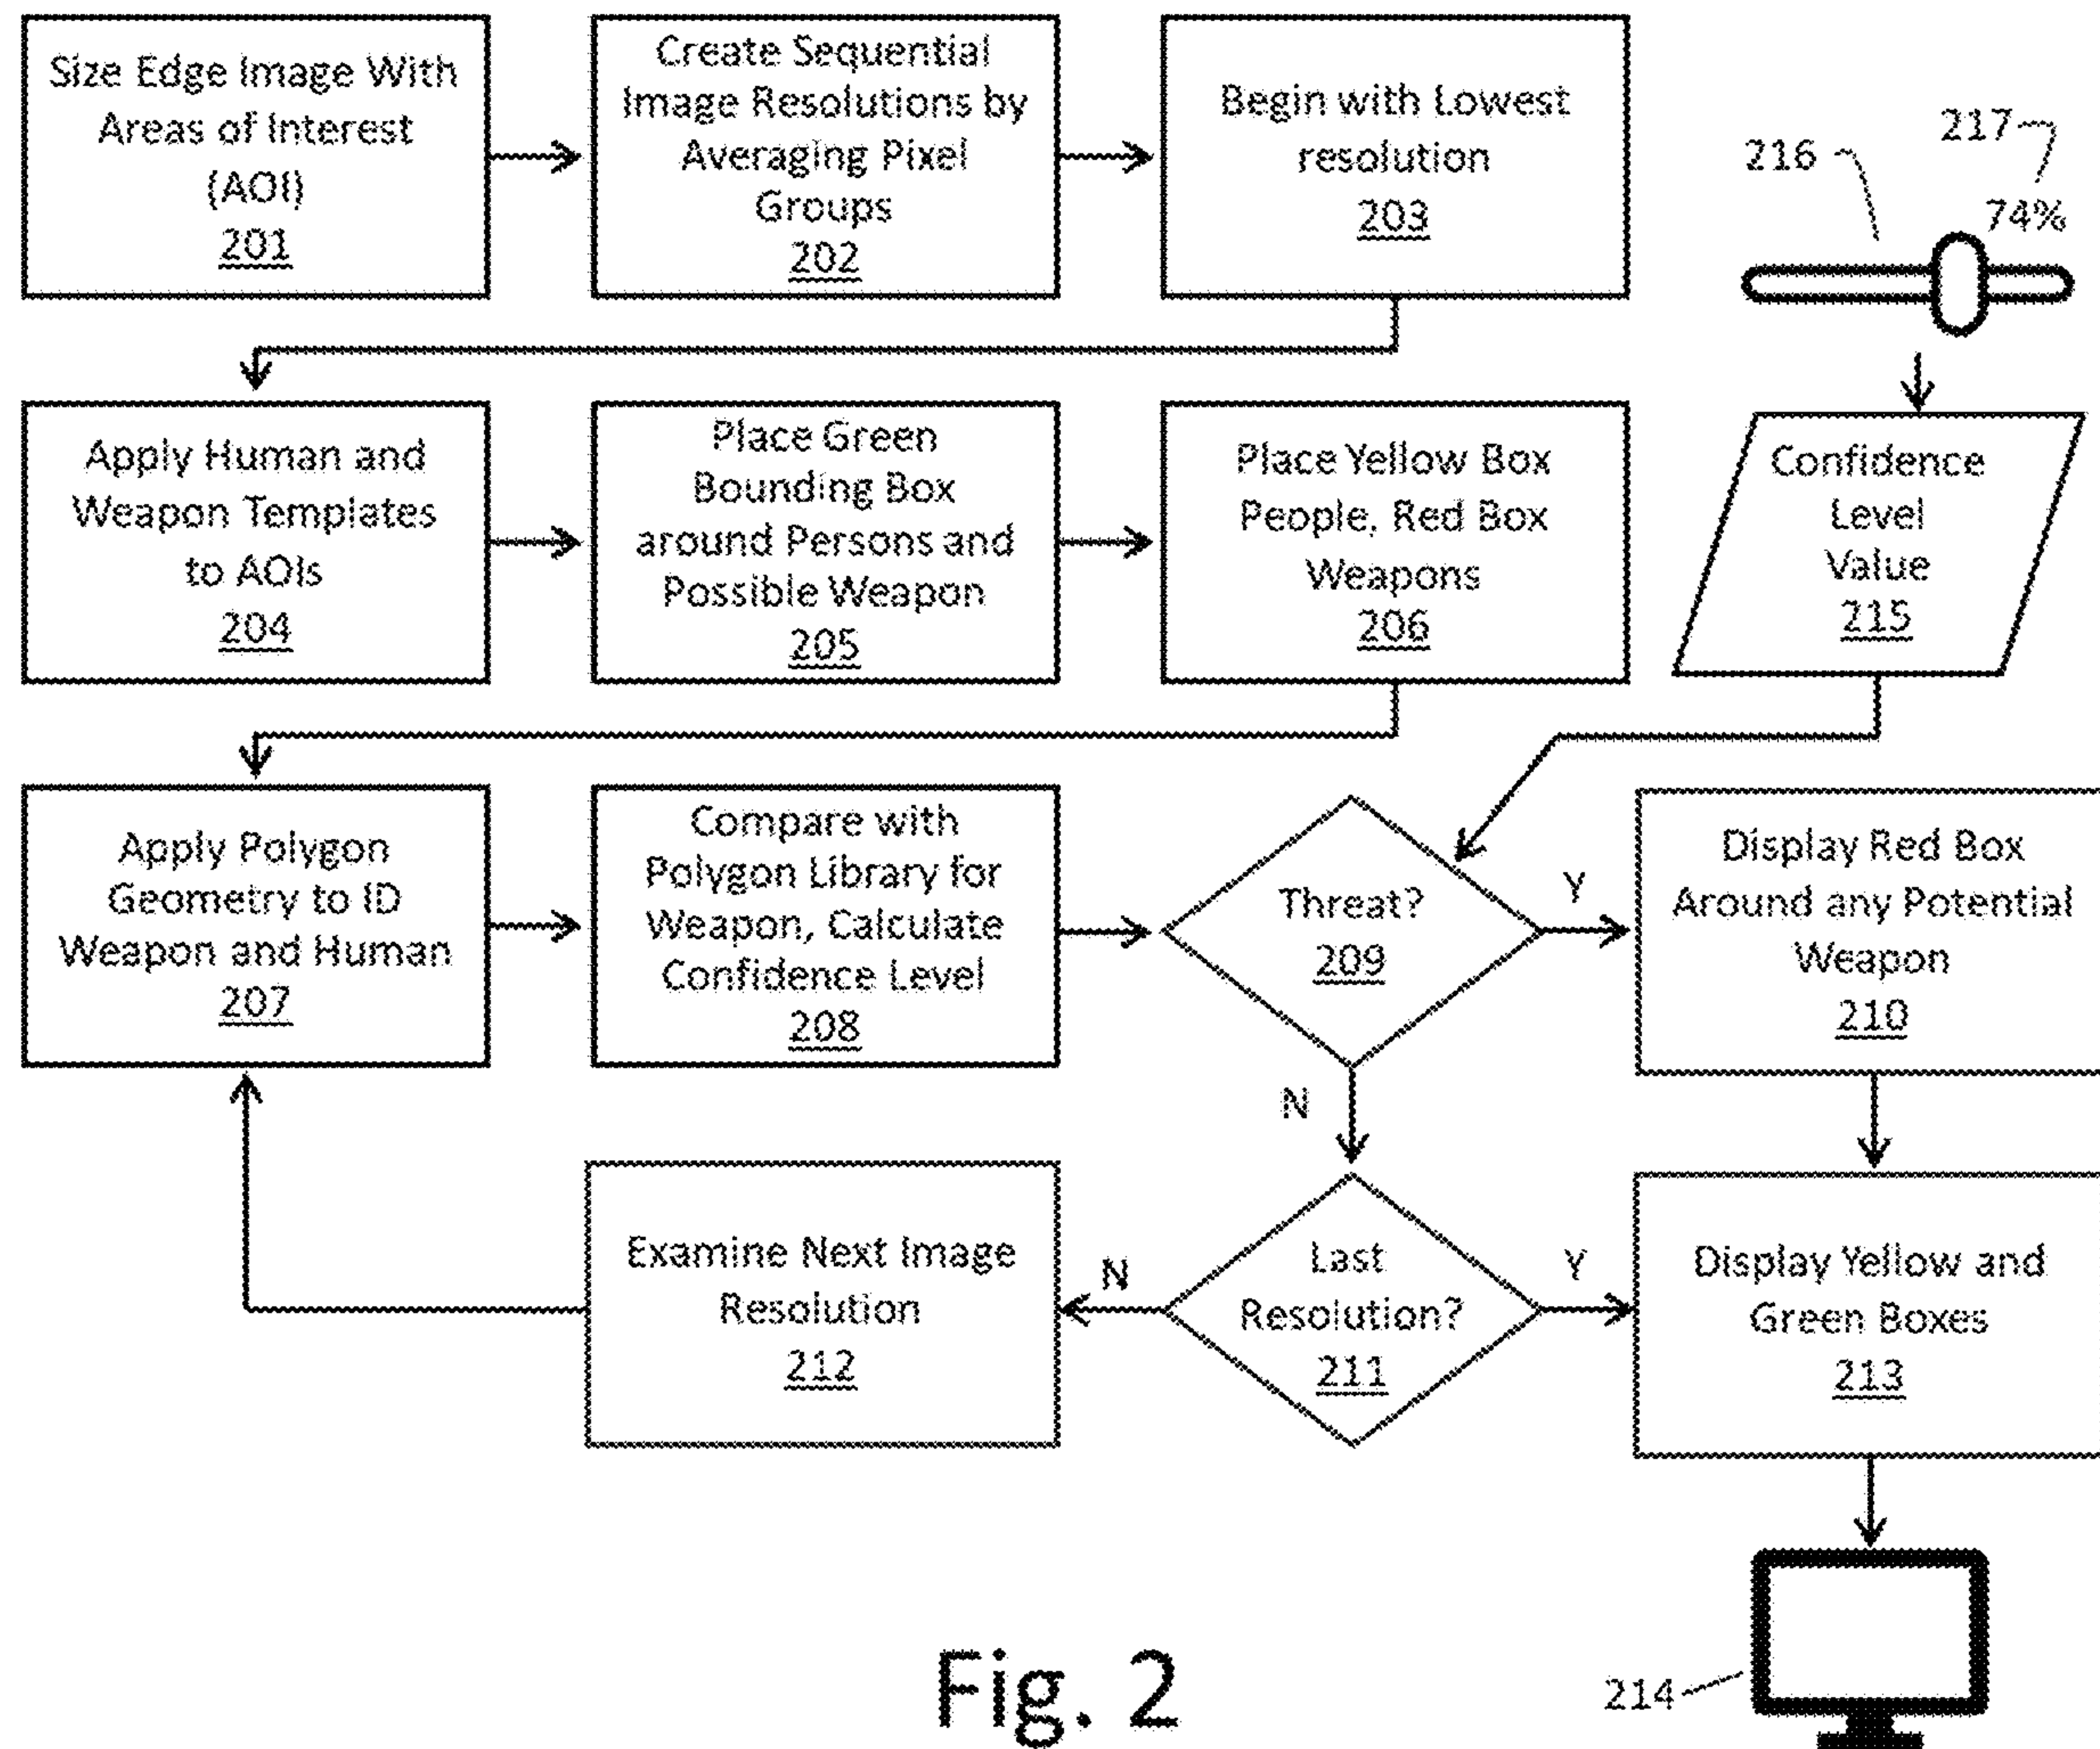 Size Edge Image With
Areas of Interest
(AOI)
201
Create Sequential
Image Resolutions by
Averaging Pixel
Groups
202
Begin with Lowest
resolution
203
216
217
74%
Apply Human and
Weapon Templates
to AOIs
204
Place Green
Bounding Box
around Persons and
Possible Weapon
205
Place Yellow Box
People, Red Box
Weapons
206
Confidence
Level
Value
215
Apply Polygon
Geometry to ID
Weapon and Human
207
Compare with
Polygon Library for
Weapon, Calculate
Confidence Level
208
Threat?
209
Y
Display Red Box
Around any Potential
Weapon
210
N
Examine Next Image
Resolution
212
N
Last
Resolution?
211
Y
Display Yellow and
Green Boxes
213
Fig. 2
214